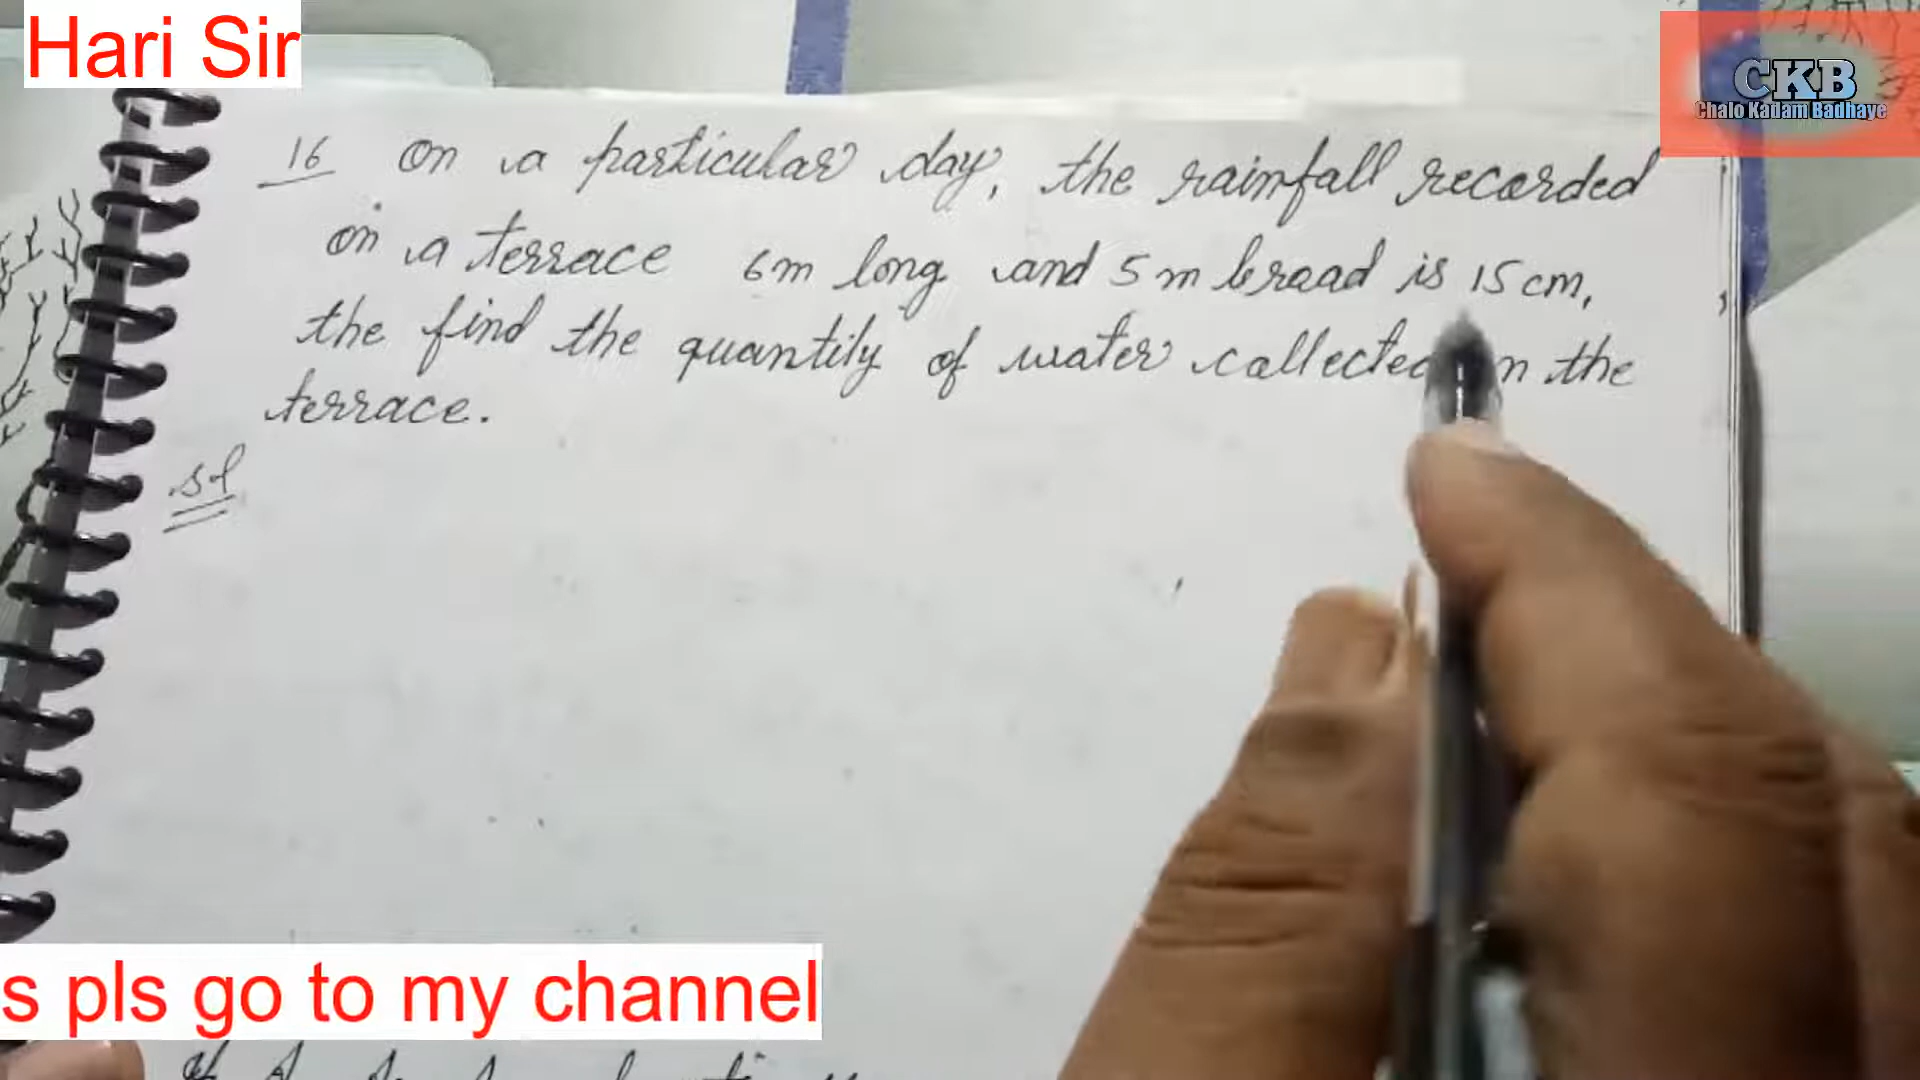 Hari Sir
CKB
Chalo Kadam Badhaye
16 On a particular day, the rainfall recorded
on a terrace 6m long and 5m broad is 15 cm,
the find the quantity of water collected in the
terrace.
sol
s pls go to my channel